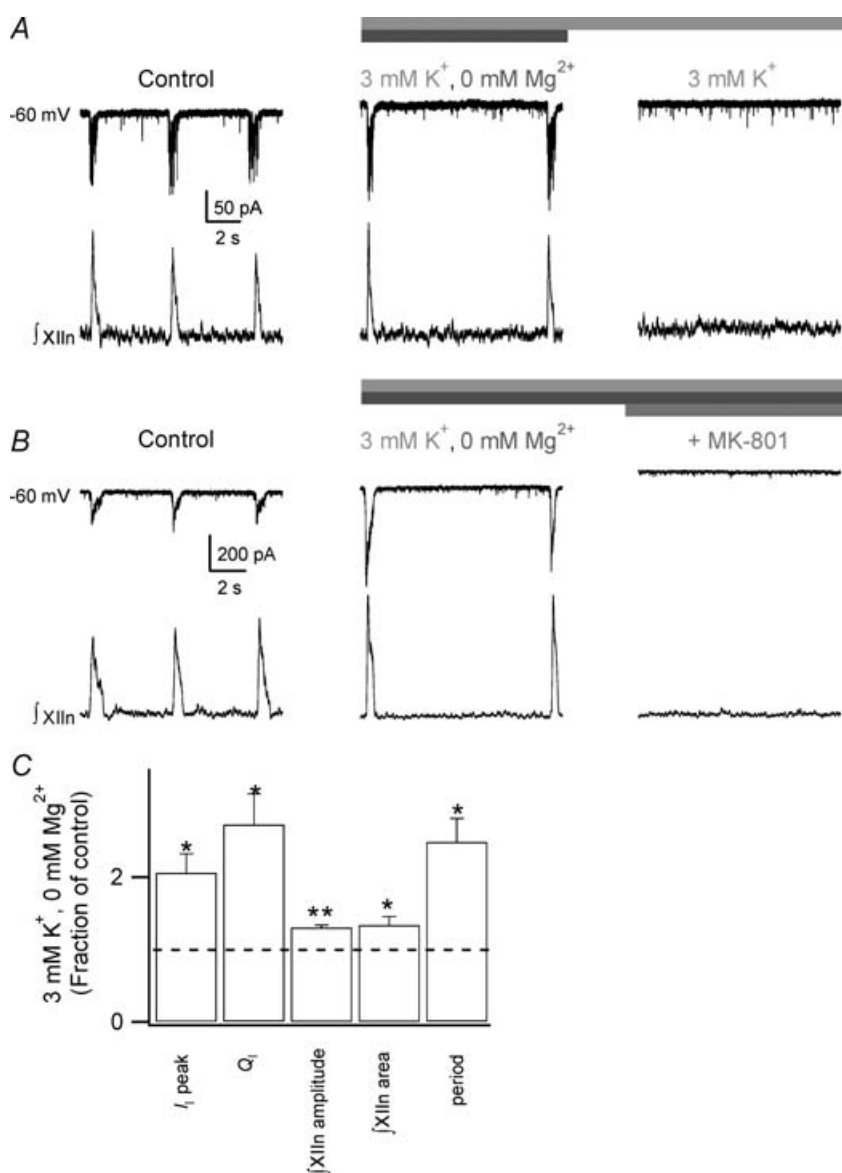 A
Control
3 mM K⁺, 0 mM Mg²⁺
3 mM K⁺
-60 mV
50 pA
2 s
∫ XIIn
B
Control
3 mM K⁺, 0 mM Mg²⁺
+ MK-801
-60 mV
200 pA
2 s
∫ XIIn
C
3 mM K⁺, 0 mM Mg²⁺
(Fraction of control)
2
0
*
*
**
*
*
I_I peak
Q_I
∫XIIn amplitude
∫XIIn area
period